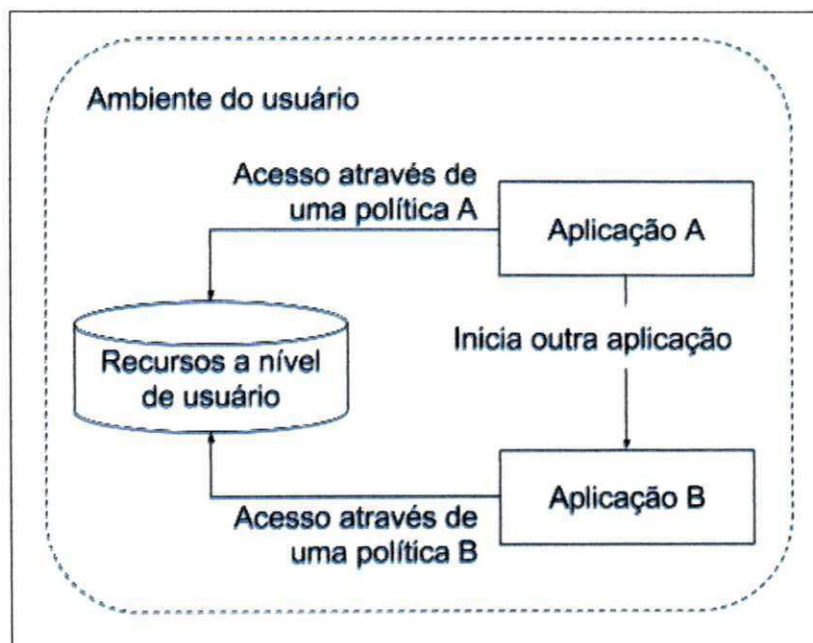 Ambiente do usuário
Acesso através de
uma política A
Aplicação A
Recursos a nível
de usuário
Inicia outra aplicação
Aplicação B
Acesso através de
uma política B